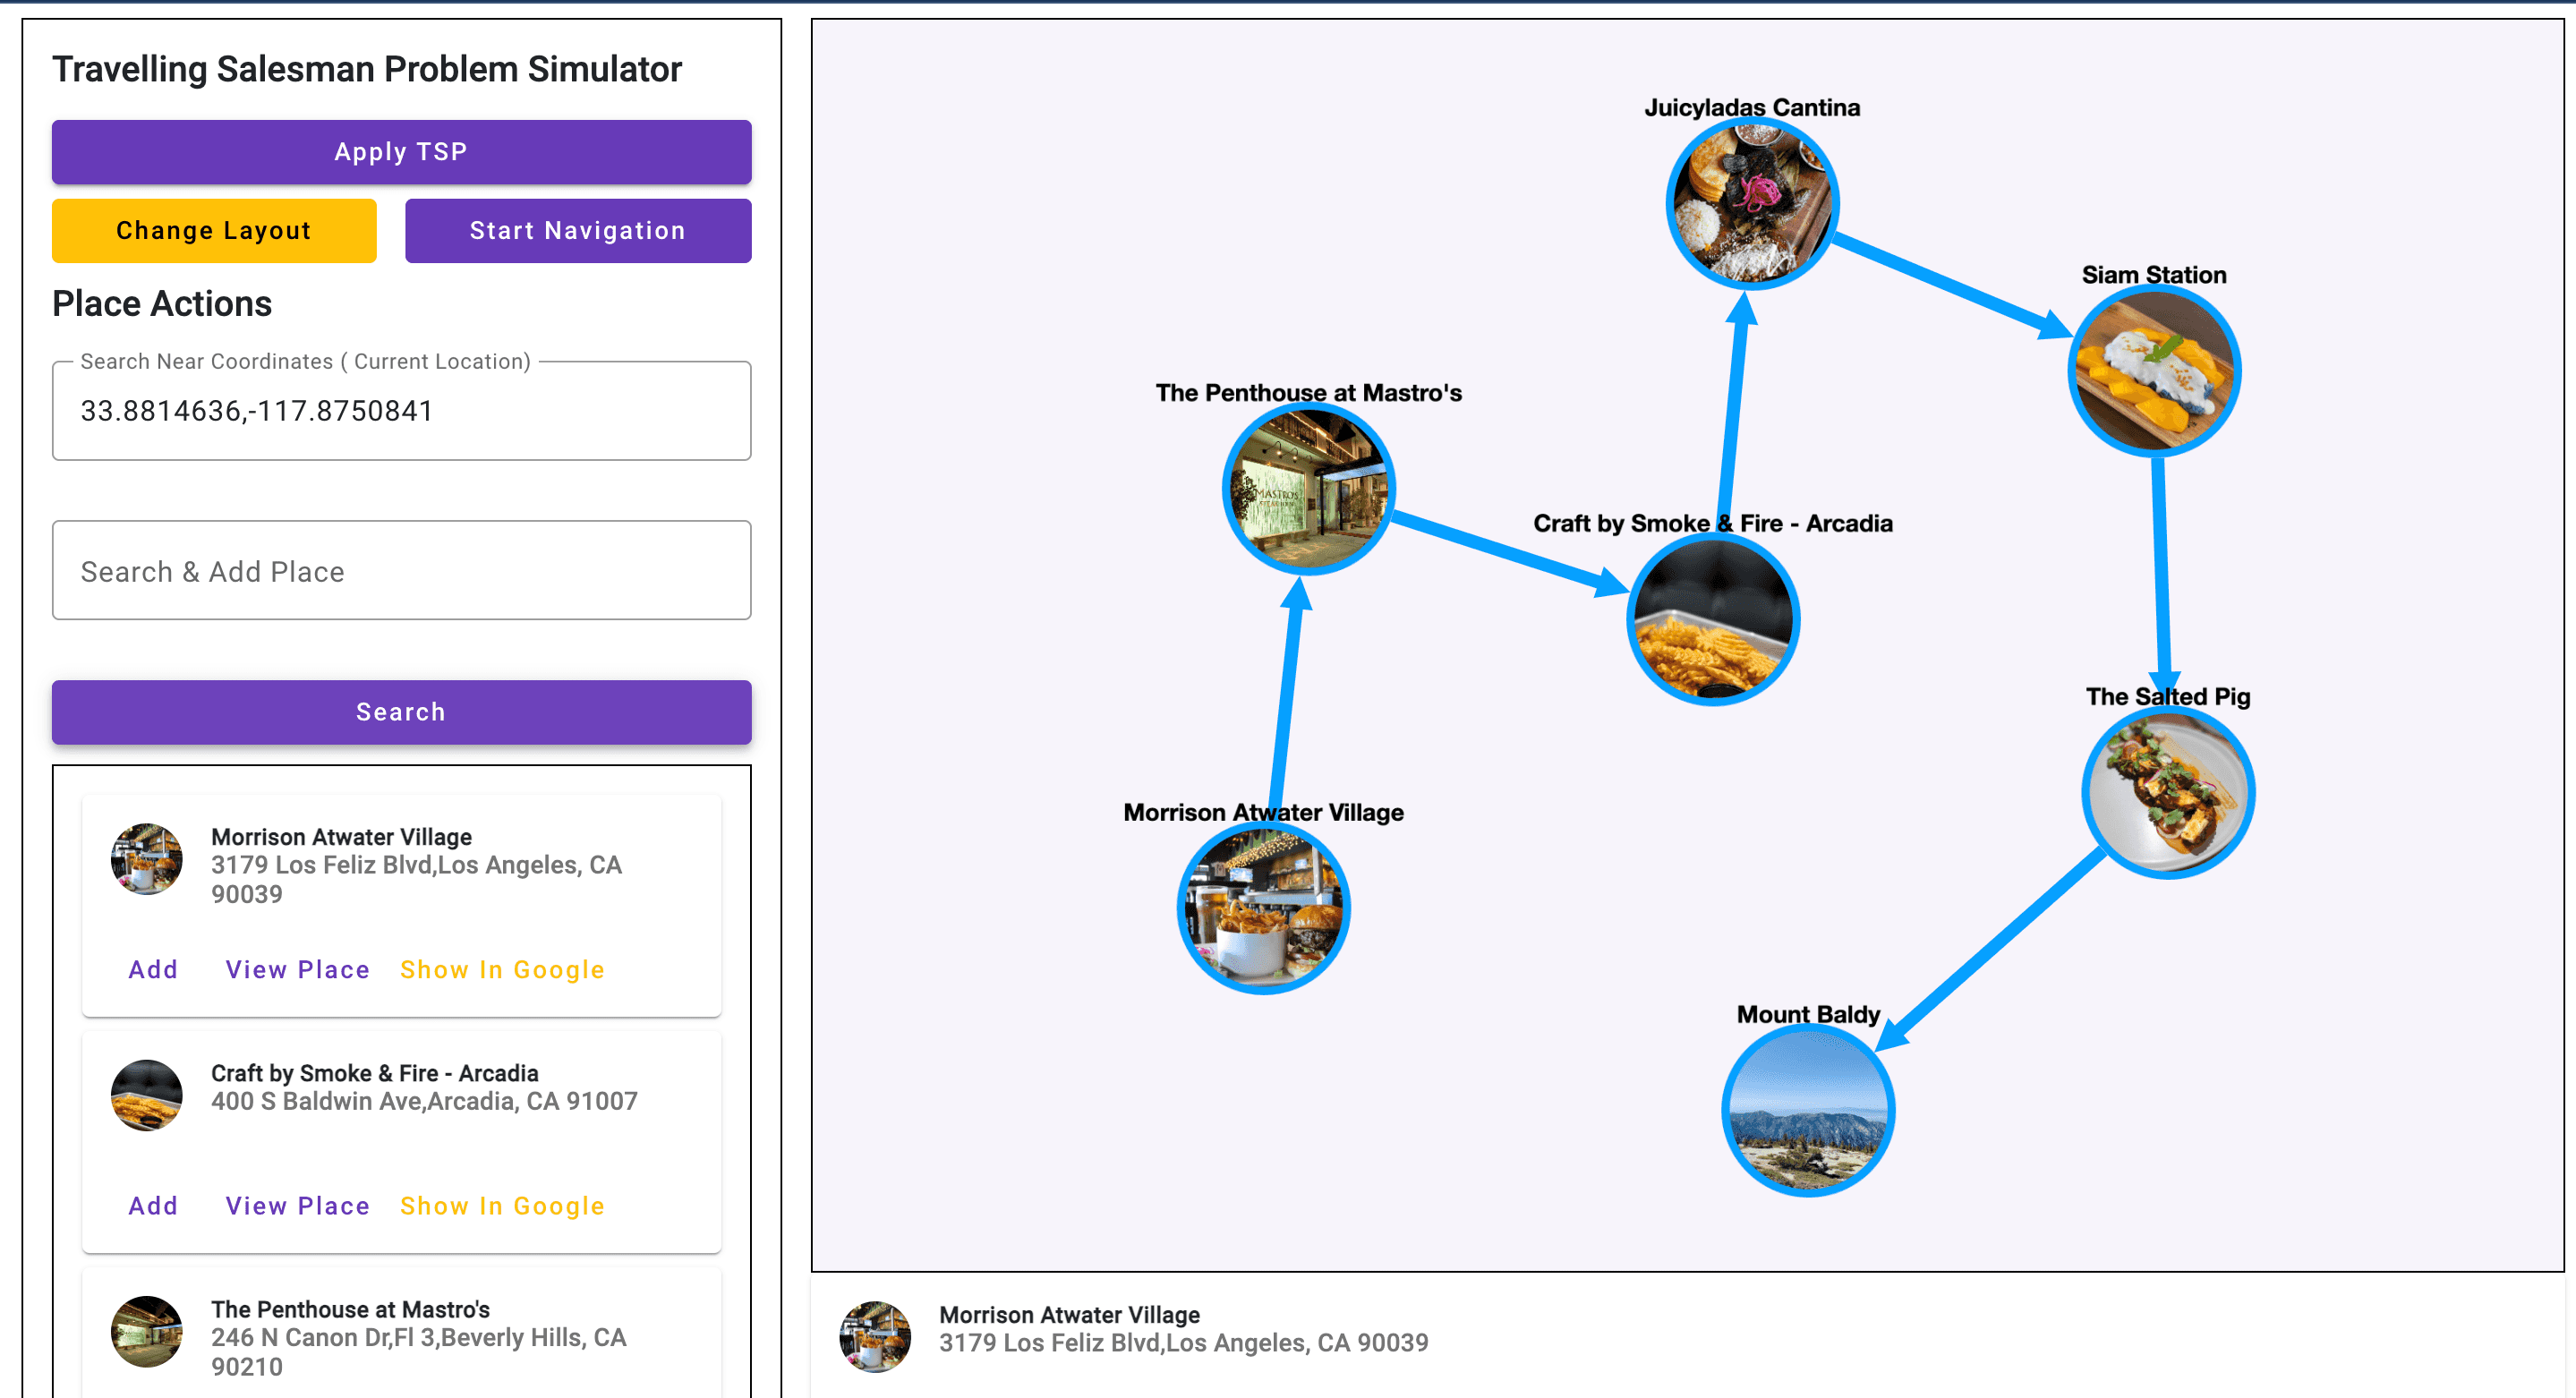 Travelling Salesman Problem Simulator
Apply TSP
Change Layout
Start Navigation
Place Actions
Search Near Coordinates ( Current Location)
33.8814636,-117.8750841
Search & Add Place
Search
Morrison Atwater Village
3179 Los Feliz Blvd,Los Angeles, CA
90039
Add
View Place
Show In Google
Craft by Smoke & Fire - Arcadia
400 S Baldwin Ave,Arcadia, CA 91007
Add
View Place
Show In Google
The Penthouse at Mastro's
246 N Canon Dr,Fl 3,Beverly Hills, CA
90210
Juicyladas Cantina
Siam Station
The Penthouse at Mastro's
MASTRO'S
Craft by Smoke & Fire - Arcadia
The Salted Pig
Morrison Atwater Village
Mount Baldy
Morrison Atwater Village
3179 Los Feliz Blvd,Los Angeles, CA 90039